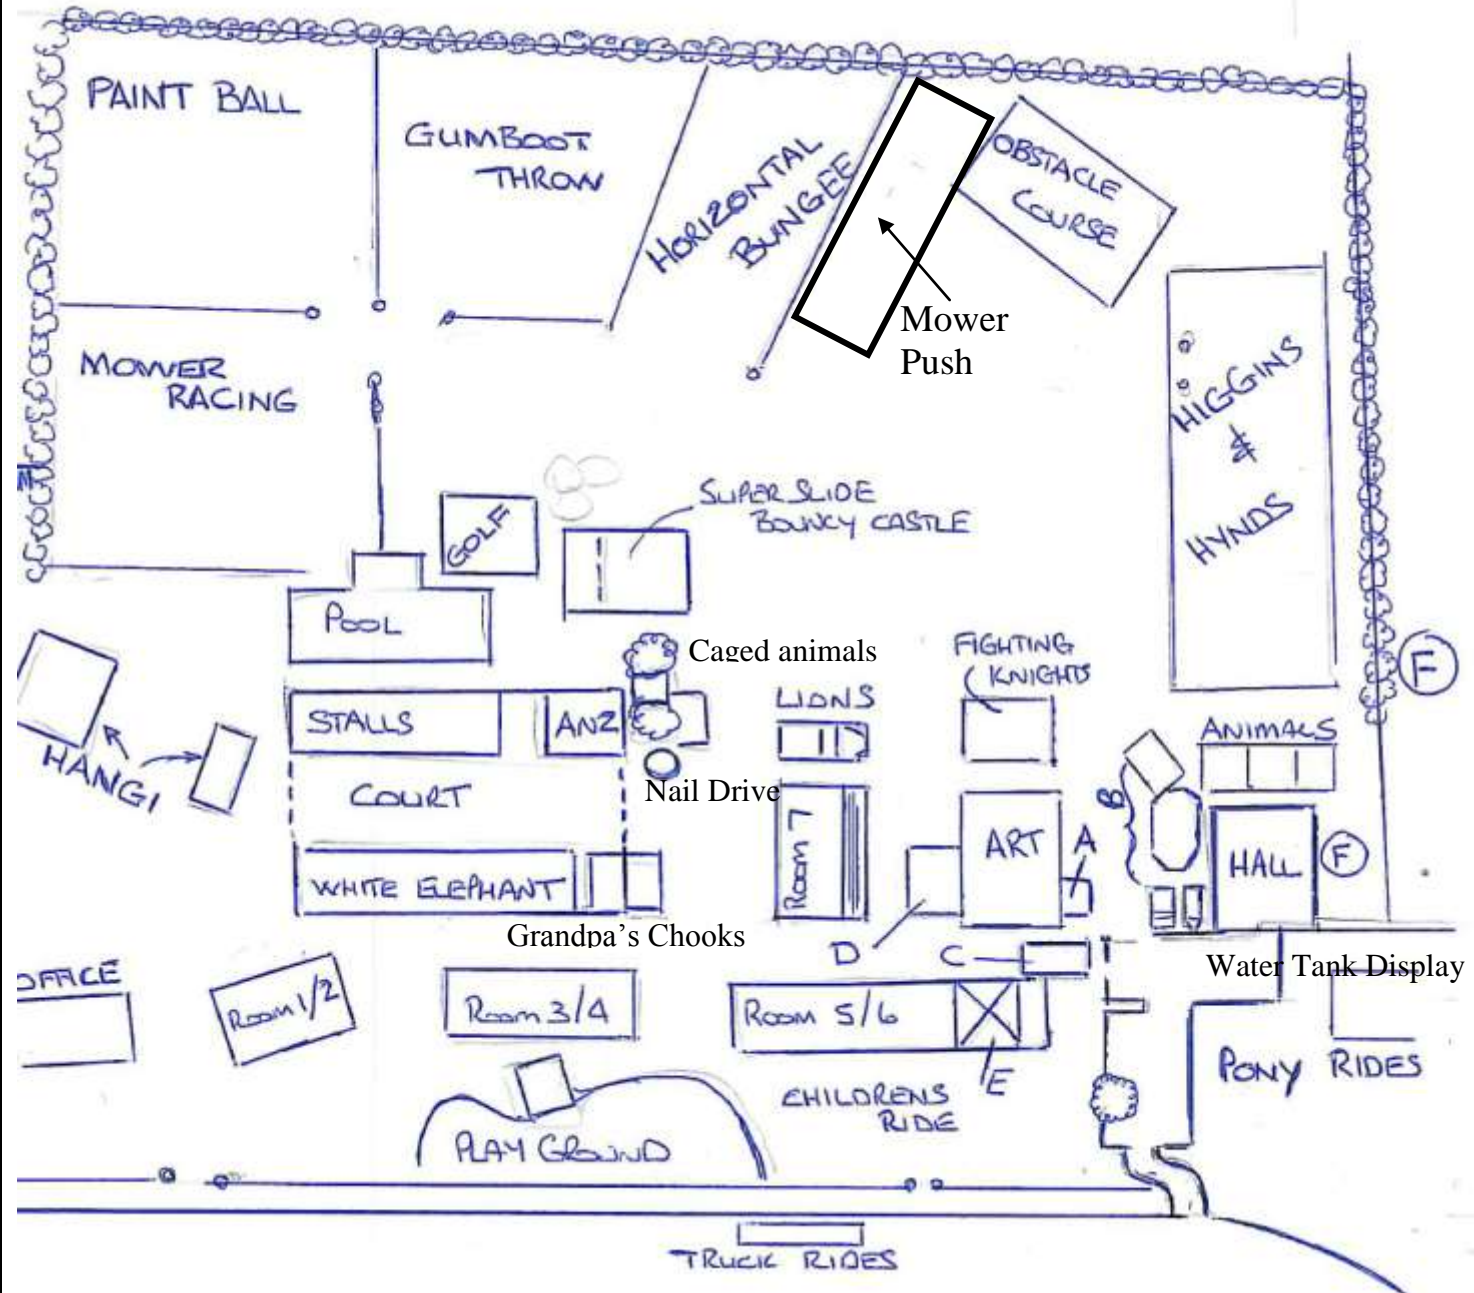 PAINT BALL
GUMBOOT
THROW
HORIZONTAL
BUNGEE
OBSTACLE
COURSE
Mower
Push
MOWER
RACING
HIGGINS
&
HYNDS
GOLF
SUPER SLIDE
BOUNCY CASTLE
POOL
Caged animals
FIGHTING
KNIGHTS
F
LIONS
STALLS
ANZ
ANIMALS
HANGI
Nail Drive
COURT
Room 7
ART
A
B
HALL
F
WHITE ELEPHANT
Grandpa's Chooks
D
C
Water Tank Display
OFFICE
Room 1/2
Room 3/4
Room 5/6
E
PONY RIDES
CHILDRENS
RIDE
PLAY GROUND
TRUCK RIDES